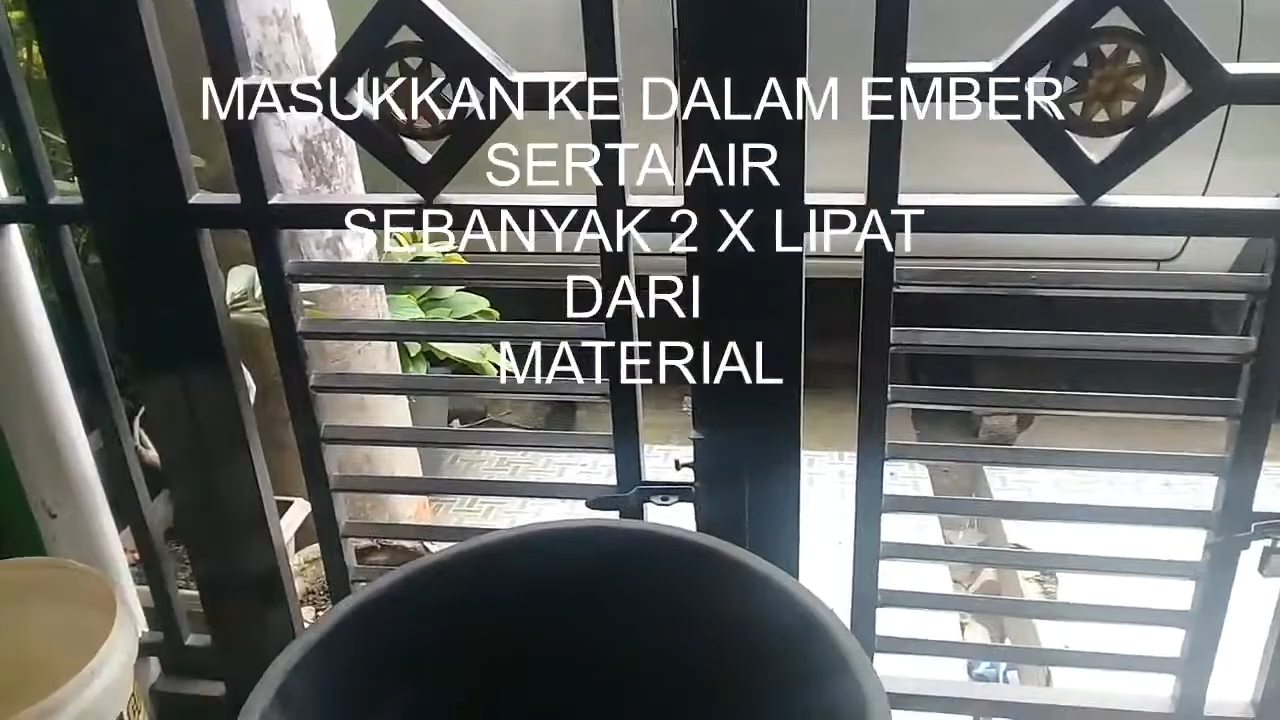 MASUKKAN KE DALAM EMBER
SERTA AIR
SEBANYAK 2 X LIPAT
DARI
MATERIAL